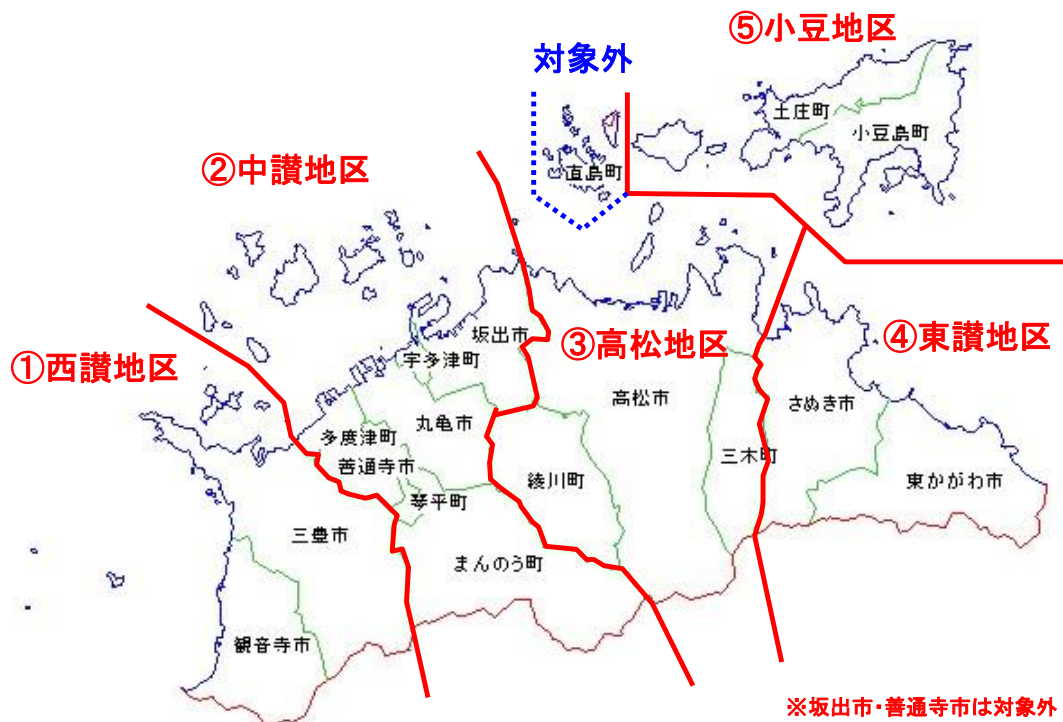 ⑤小豆地区
対象外
土庄町
小豆島町
②中讃地区
直島町
坂出市
③高松地区
④東讃地区
①西讃地区
宇多津町
高松市
さぬき市
丸亀市
多度津町
善通寺市
三木町
綾川町
東かがわ市
琴平町
三豊市
まんのう町
観音寺市
※坂出市・善通寺市は対象外